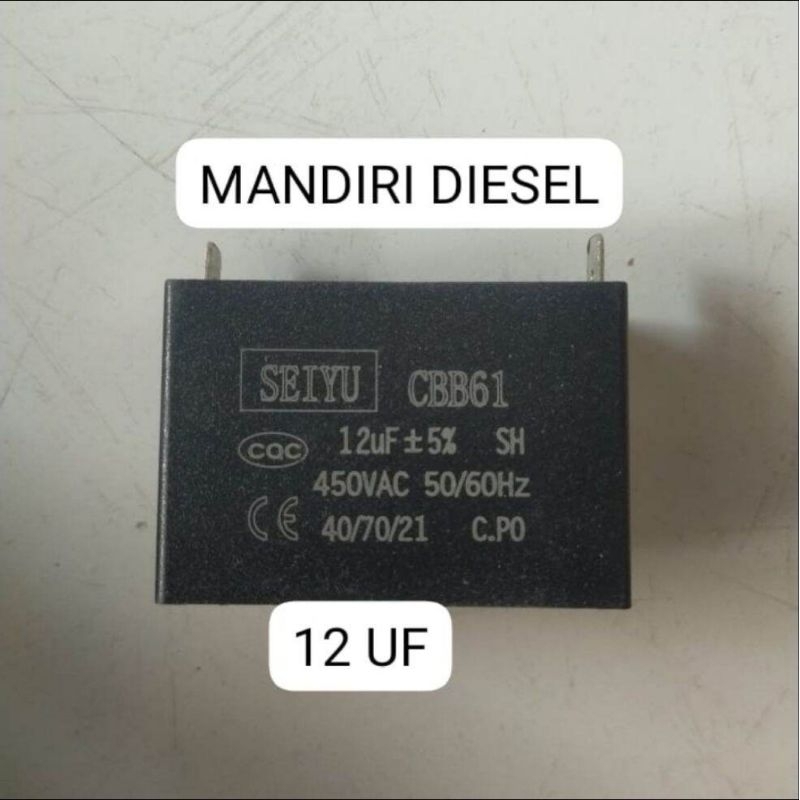 MANDIRI DIESEL
SEIYU CBB61
CQC 12uF±5% SH
450VAC 50/60Hz
CE 40/70/21 C.P0
12 UF